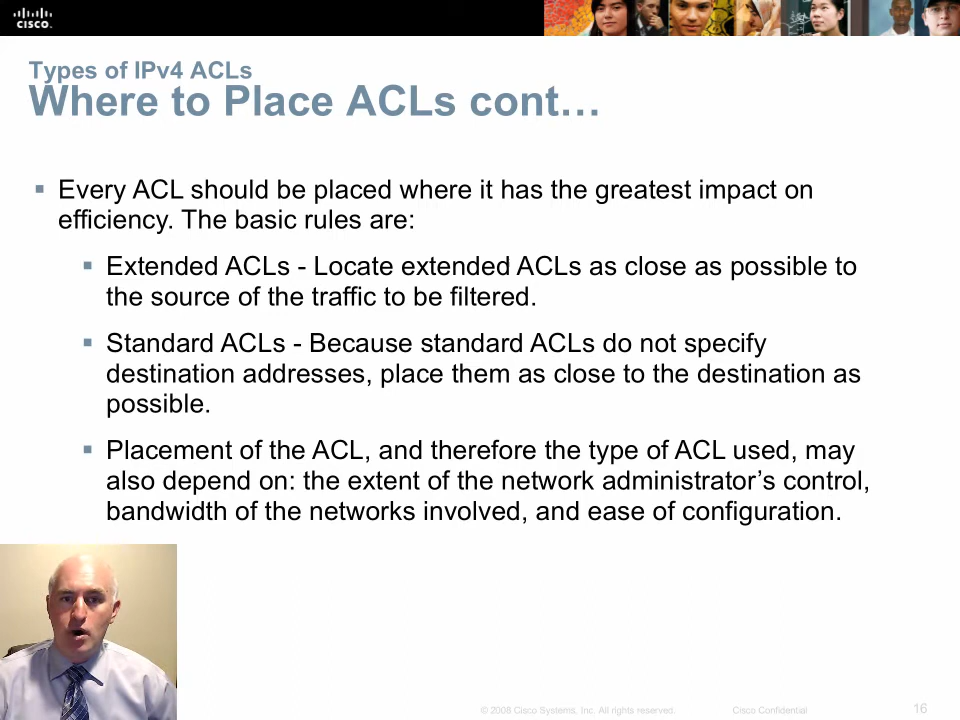 CISCO
Types of IPv4 ACLs
Where to Place ACLs cont…
Every ACL should be placed where it has the greatest impact on
efficiency. The basic rules are:
Extended ACLs - Locate extended ACLs as close as possible to
the source of the traffic to be filtered.
Standard ACLs - Because standard ACLs do not specify
destination addresses, place them as close to the destination as
possible.
Placement of the ACL, and therefore the type of ACL used, may
also depend on: the extent of the network administrator’s control,
bandwidth of the networks involved, and ease of configuration.
© 2008 Cisco Systems, Inc. All rights reserved. Cisco Confidential 16